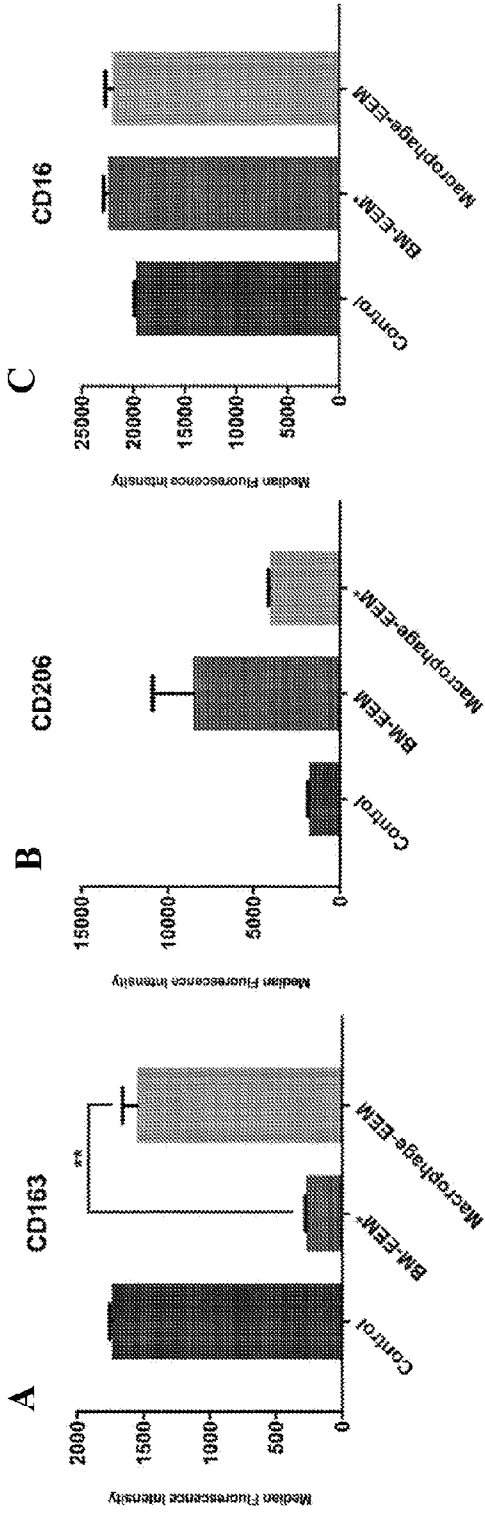 A
CD163
Median Fluorescence Intensity
2000
1500
1000
500
0
**
Control
BM-EEM*
Macrophage-EEM
B
CD206
Median Fluorescence Intensity
15000
10000
5000
0
Control
BM-EEM
Macrophage-EEM*
C
CD16
Median Fluorescence Intensity
25000
20000
15000
10000
5000
0
Control
BM-EEM*
Macrophage-EEM